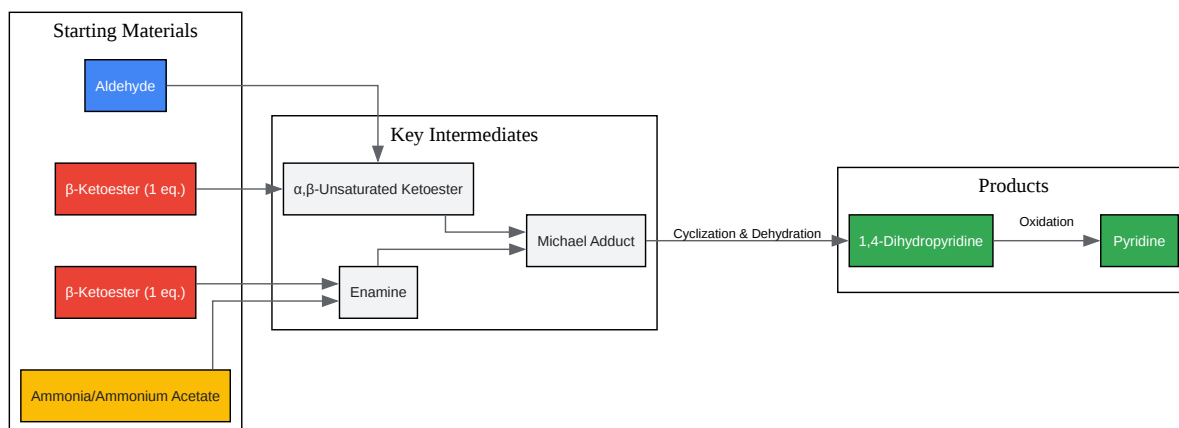 Starting Materials
Aldehyde
β-Ketoester (1 eq.)
β-Ketoester (1 eq.)
Ammonia/Ammonium Acetate
Key Intermediates
α,β-Unsaturated Ketoester
Michael Adduct
Enamine
Cyclization & Dehydration
Products
1,4-Dihydropyridine
Oxidation
Pyridine